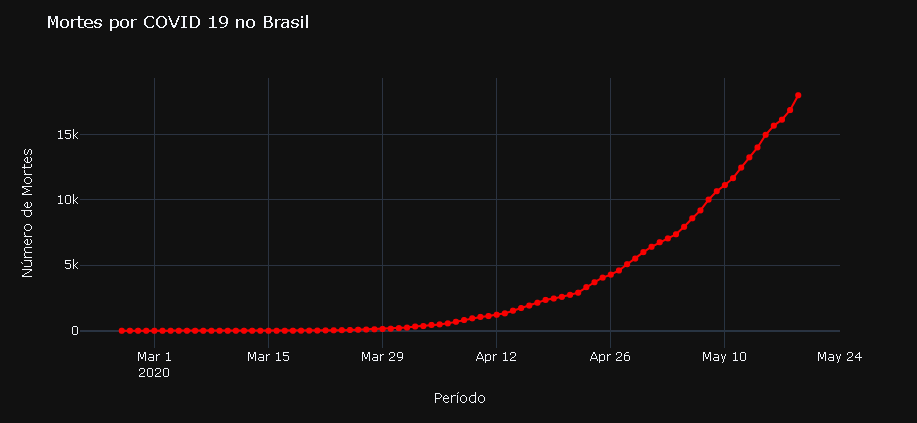 Mortes por COVID 19 no Brasil
Número de Mortes
15k
10k
5k
0
Mar 1
2020
Mar 15
Mar 29
Apr 12
Apr 26
May 10
May 24
Período